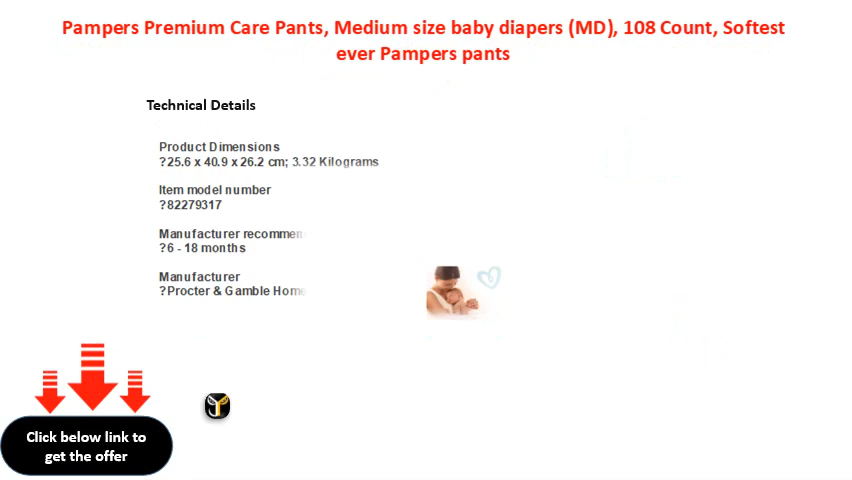 Pampers Premium Care Pants, Medium size baby diapers (MD), 108 Count, Softest
ever Pampers pants
Technical Details
Product Dimensions
?25.6 x 40.9 x 26.2 cm; 3.32 Kilograms
Item model number
?82279317
Manufacturer
?6 - 18 months
Manufacturer
?Procter & Gamble Home
Click below link to
get the offer